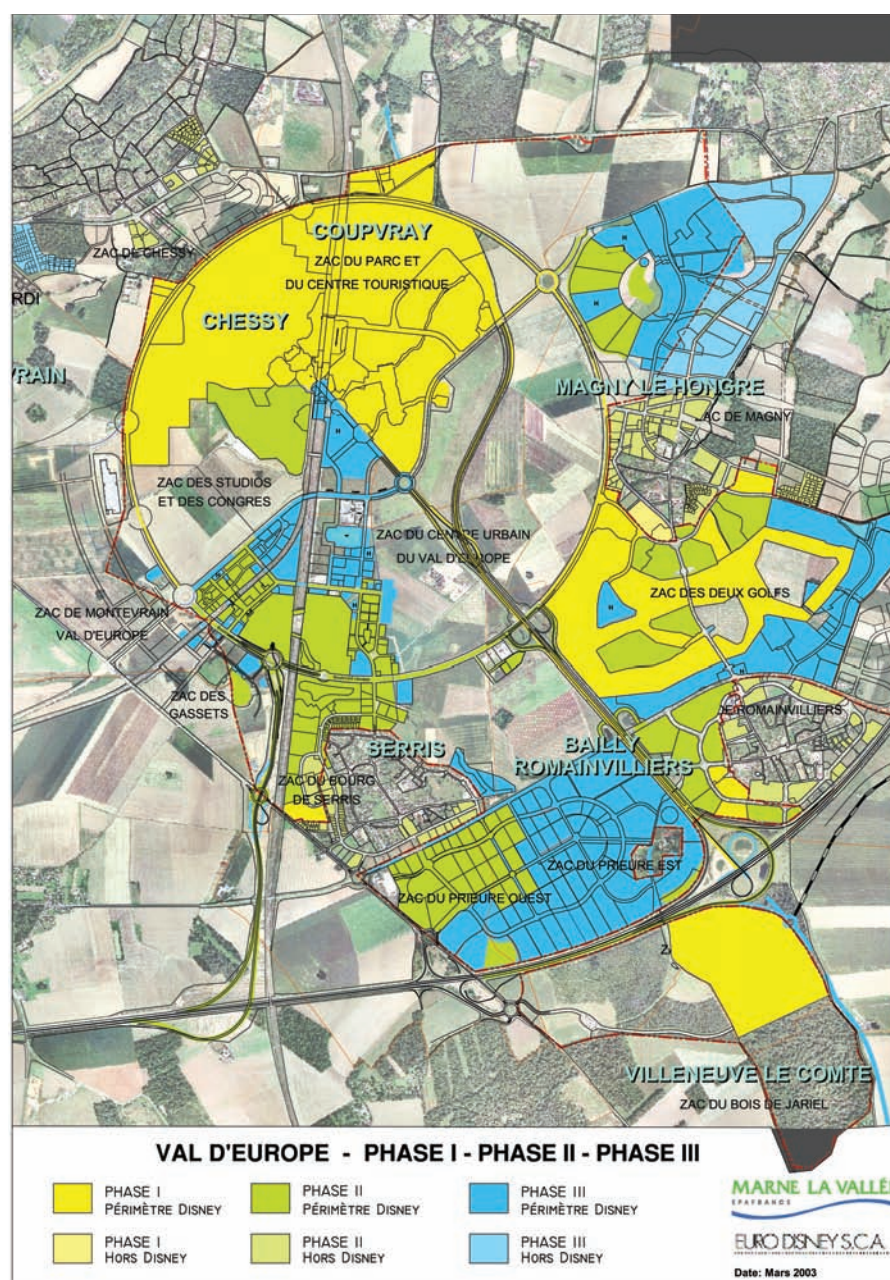 COUPVRAY
ZAC DE CHESSY
ZAC DU PARC ET
DU CENTRE TOURISTIQUE
H
RDI
CHESSY
VRAIN
MAGNY LE HONGRE
AC DE MAGNY
H
H
ZAC DES STUDIOS
ET DES CONGRES
ZAC DU CENTRE URBAIN
DU VAL D'EUROPE
H
H
ZAC DES DEUX GOLFS
H
ZAC DE MONTEVRAIN
VAL D'EUROPE
H
ZAC DES
GASSETS
DE ROMAINVILLIERS
SERRIS
BAILLY
ROMAINVILLIERS
ZAC DU BOURG
DE SERRIS
ZAC DU PRIEURE EST
ZAC DU PRIEURE OUEST
Z
VILLENEUVE LE COMTE
ZAC DU BOIS DE JARIEL
VAL D'EUROPE - PHASE I - PHASE II - PHASE III
PHASE I
PÉRIMÈTRE DISNEY
PHASE II
PÉRIMÈTRE DISNEY
PHASE III
PÉRIMÈTRE DISNEY
PHASE I
HORS DISNEY
PHASE II
HORS DISNEY
PHASE III
HORS DISNEY
MARNE LA VALLÉE
EPAFRANCE
EURO DISNEY S.C.A.
Date: Mars 2003